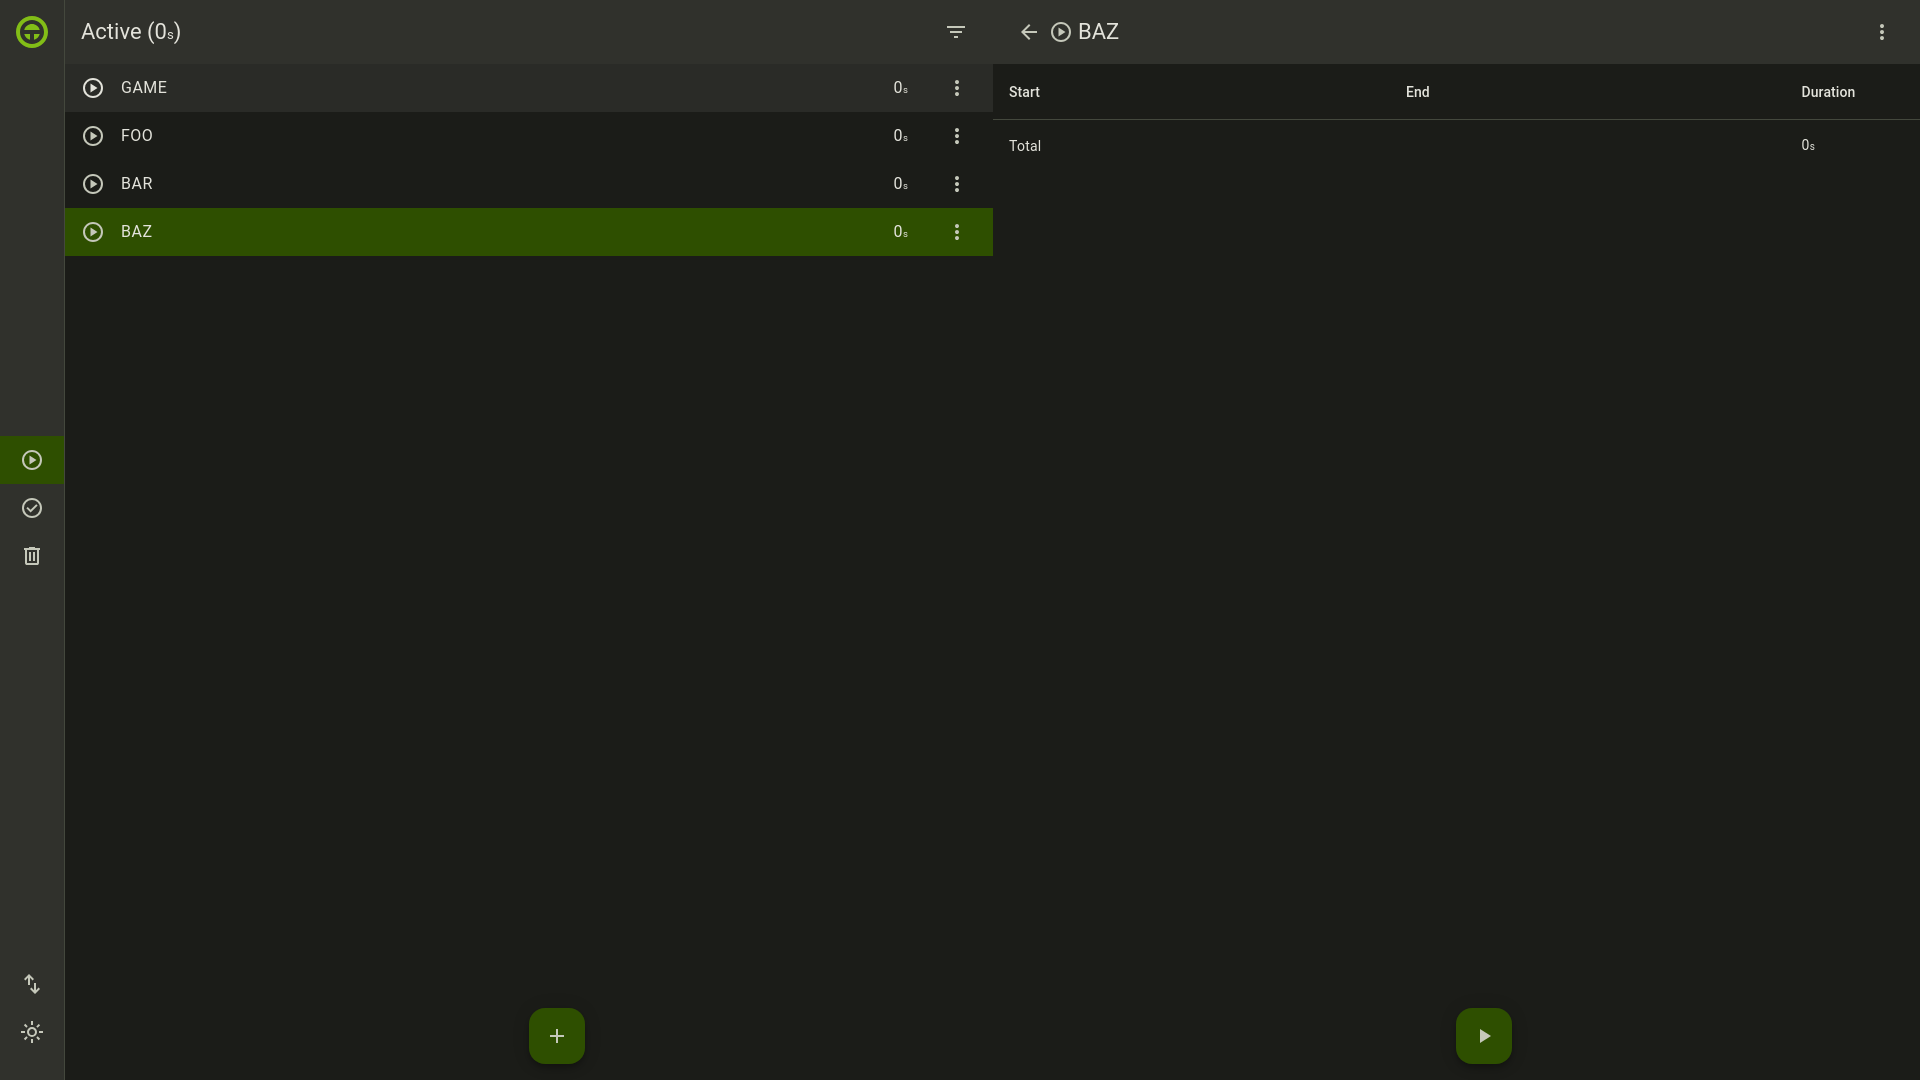 Active (0s)
GAME 0s
FOO 0s
BAR 0s
BAZ 0s
BAZ
Start End Duration
Total 0s